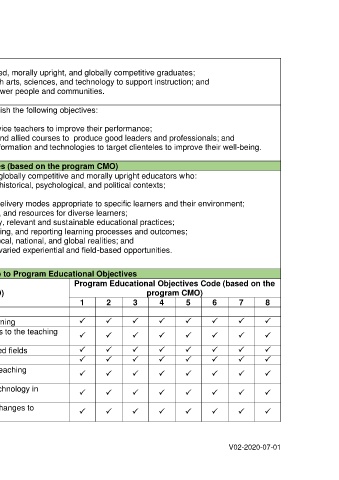 ed, morally upright, and globally competitive graduates;
h arts, sciences, and technology to support instruction; and
wer people and communities.
ish the following objectives:
vice teachers to improve their performance;
nd allied courses to produce good leaders and professionals; and
formation and technologies to target clienteles to improve their well-being.
es (based on the program CMO)
globally competitive and morally upright educators who:
historical, psychological, and political contexts;
delivery modes appropriate to specific learners and their environment;
, and resources for diverse learners;
y, relevant and sustainable educational practices;
ing, and reporting learning processes and outcomes;
ocal, national, and global realities; and
varied experiential and field-based opportunities.
e to Program Educational Objectives
Program Educational Objectives Code (based on the
O) program CMO)
1 2 3 4 5 6 7 8
rning ✓ ✓ ✓ ✓ ✓ ✓ ✓ ✓
s to the teaching ✓ ✓ ✓ ✓ ✓ ✓ ✓ ✓
ed fields ✓ ✓ ✓ ✓ ✓ ✓ ✓ ✓
✓ ✓ ✓ ✓ ✓ ✓ ✓ ✓
eaching ✓ ✓ ✓ ✓ ✓ ✓ ✓ ✓
chnology in ✓ ✓ ✓ ✓ ✓ ✓ ✓ ✓
hanges to ✓ ✓ ✓ ✓ ✓ ✓ ✓ ✓
V02-2020-07-01